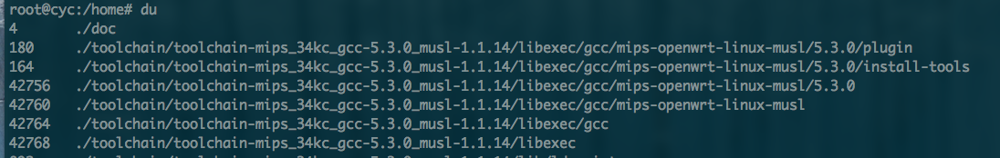 root@cyc:/home# du
4 ./doc
180 ./toolchain/toolchain-mips_34kc_gcc-5.3.0_musl-1.1.14/libexec/gcc/mips-openwrt-linux-musl/5.3.0/plugin
164 ./toolchain/toolchain-mips_34kc_gcc-5.3.0_musl-1.1.14/libexec/gcc/mips-openwrt-linux-musl/5.3.0/install-tools
42756 ./toolchain/toolchain-mips_34kc_gcc-5.3.0_musl-1.1.14/libexec/gcc/mips-openwrt-linux-musl/5.3.0
42760 ./toolchain/toolchain-mips_34kc_gcc-5.3.0_musl-1.1.14/libexec/gcc/mips-openwrt-linux-musl
42764 ./toolchain/toolchain-mips_34kc_gcc-5.3.0_musl-1.1.14/libexec/gcc
42768 ./toolchain/toolchain-mips_34kc_gcc-5.3.0_musl-1.1.14/libexec